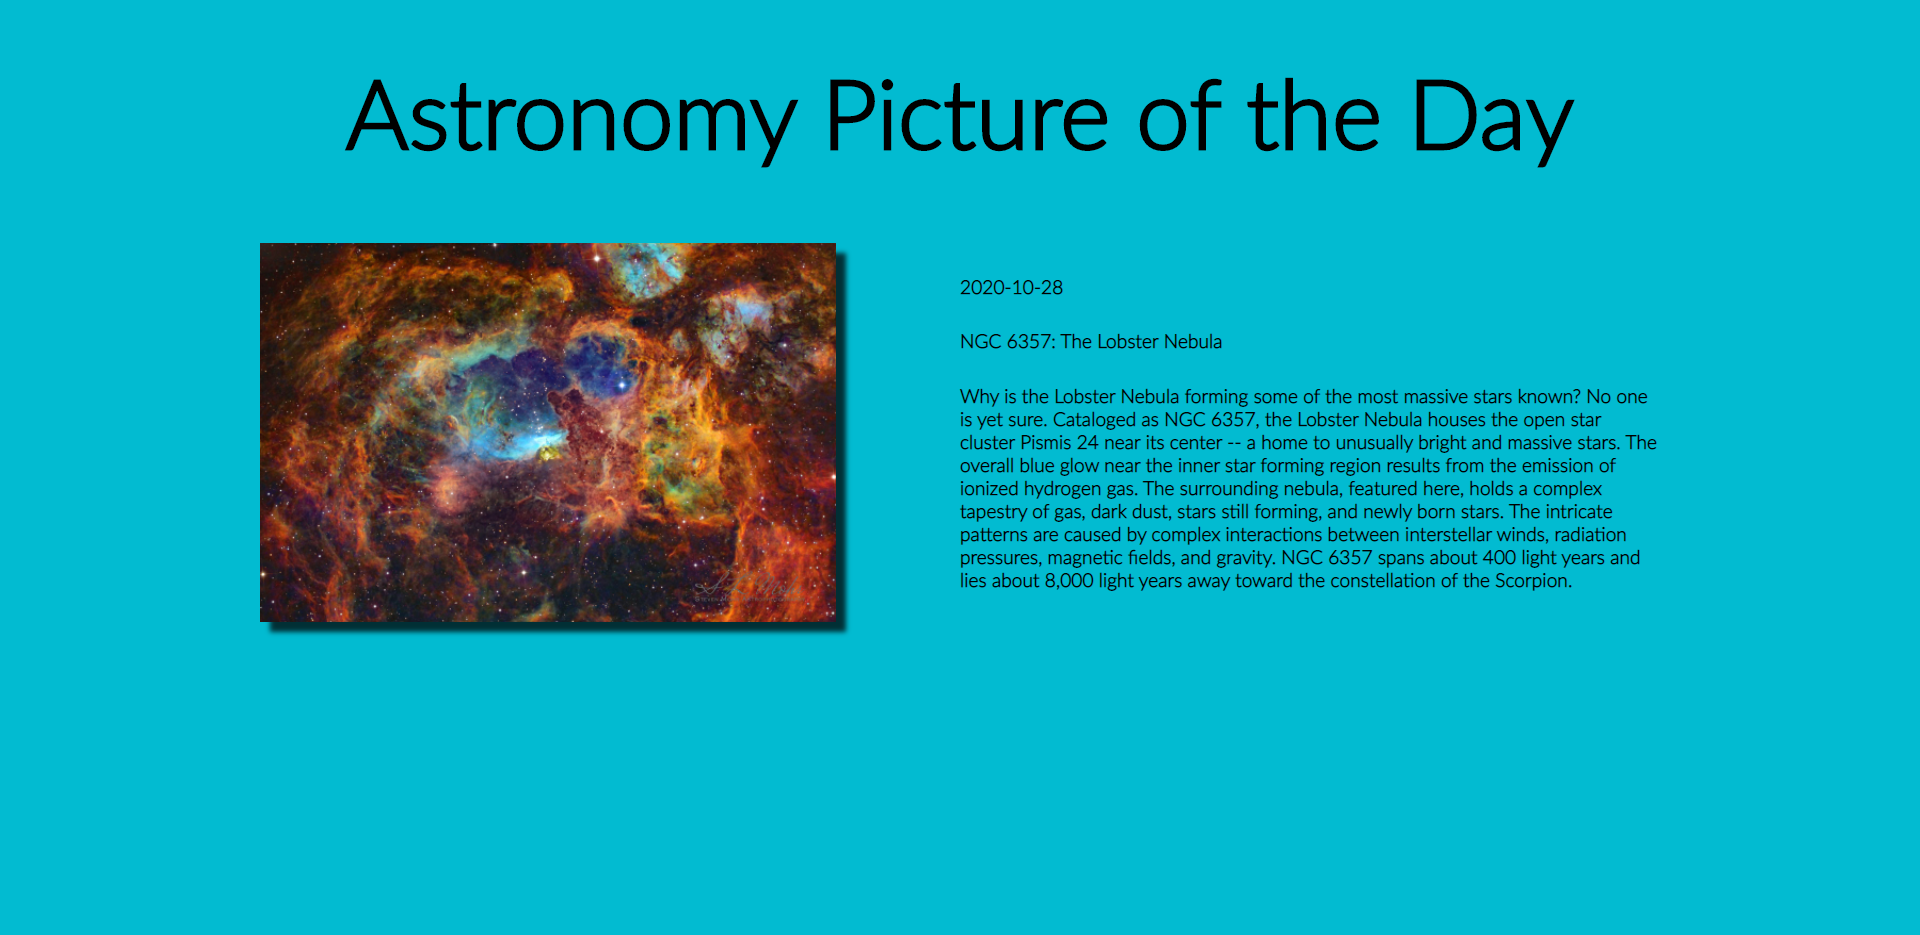 Astronomy Picture of the Day
2020-10-28
NGC 6357: The Lobster Nebula
Why is the Lobster Nebula forming some of the most massive stars known? No one
is yet sure. Cataloged as NGC 6357, the Lobster Nebula houses the open star
cluster Pismis 24 near its center -- a home to unusually bright and massive stars. The
overall blue glow near the inner star forming region results from the emission of
ionized hydrogen gas. The surrounding nebula, featured here, holds a complex
tapestry of gas, dark dust, stars still forming, and newly born stars. The intricate
patterns are caused by complex interactions between interstellar winds, radiation
pressures, magnetic fields, and gravity. NGC 6357 spans about 400 light years and
lies about 8,000 light years away toward the constellation of the Scorpion.